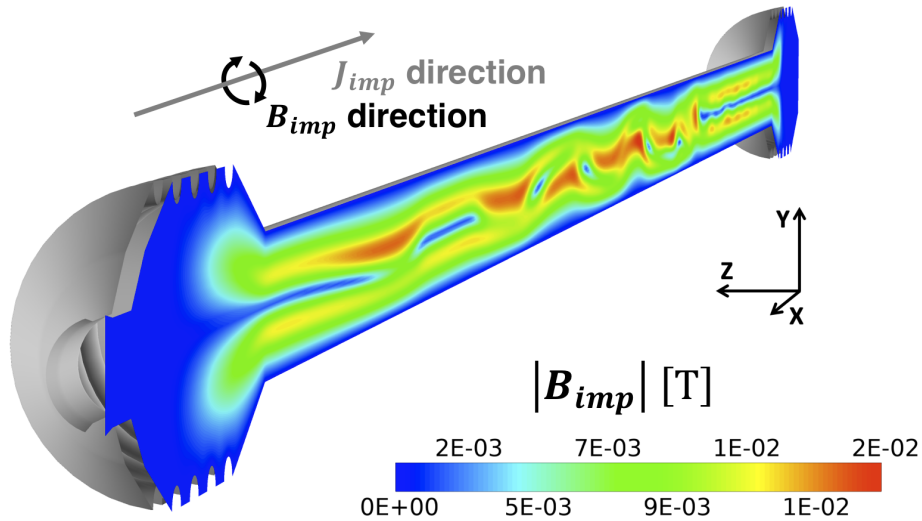 J_imp direction
B_imp direction
Y
Z
X
|B_imp| [T]
2E-03 7E-03 1E-02 2E-02
0E+00 5E-03 9E-03 1E-02